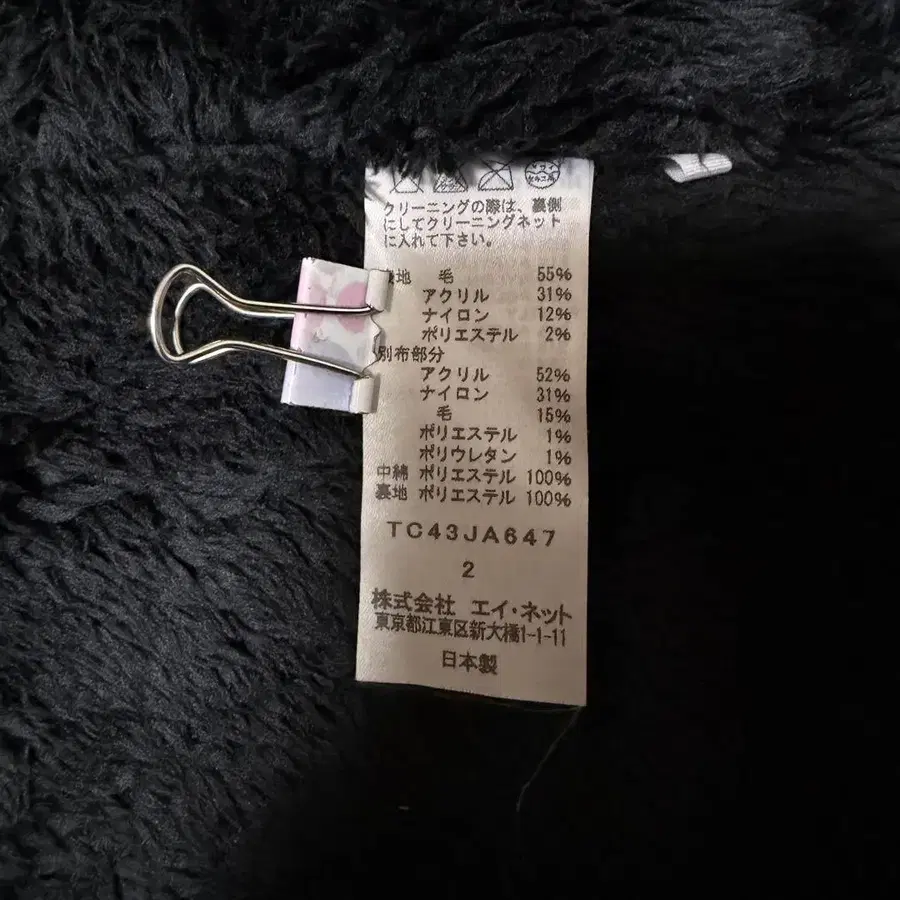 クリーニングの際は、裏側
にしてクリーニングネット
に入れて下さい。
地 毛 55%
アクリル 31%
ナイロン 12%
ポリエステル 2%
別布部分
アクリル 52%
ナイロン 31%
毛 15%
ポリエステル 1%
ポリウレタン 1%
中綿 ポリエステル 100%
裏地 ポリエステル 100%
TC43JA647
2
株式会社 エイ・ネット
東京都江東区新大橋1-1-11
日本製